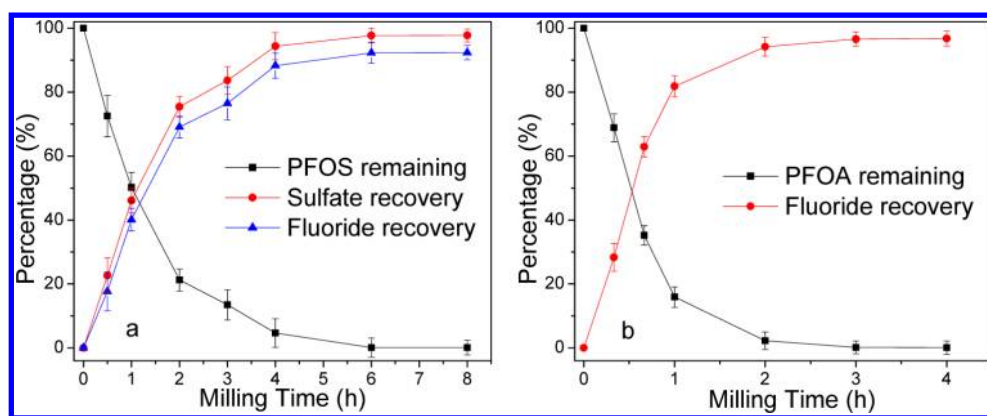 100
80
60
40
20
0
Percentage (%)
PFOS remaining
Sulfate recovery
Fluoride recovery
a
0 1 2 3 4 5 6 7 8
Milling Time (h)
100
80
60
40
20
0
Percentage (%)
PFOA remaining
Fluoride recovery
b
0 1 2 3 4
Milling Time (h)